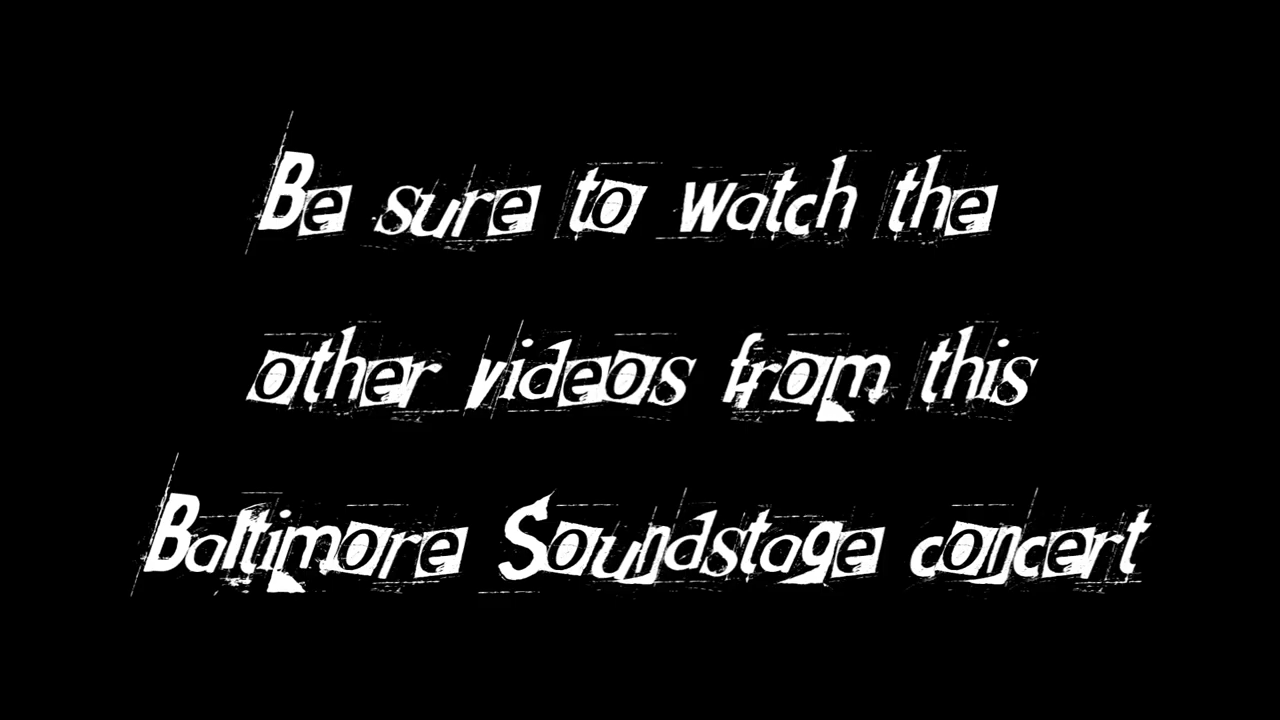 Be sure to watch the
other videos from this
Baltimore Soundstage concert